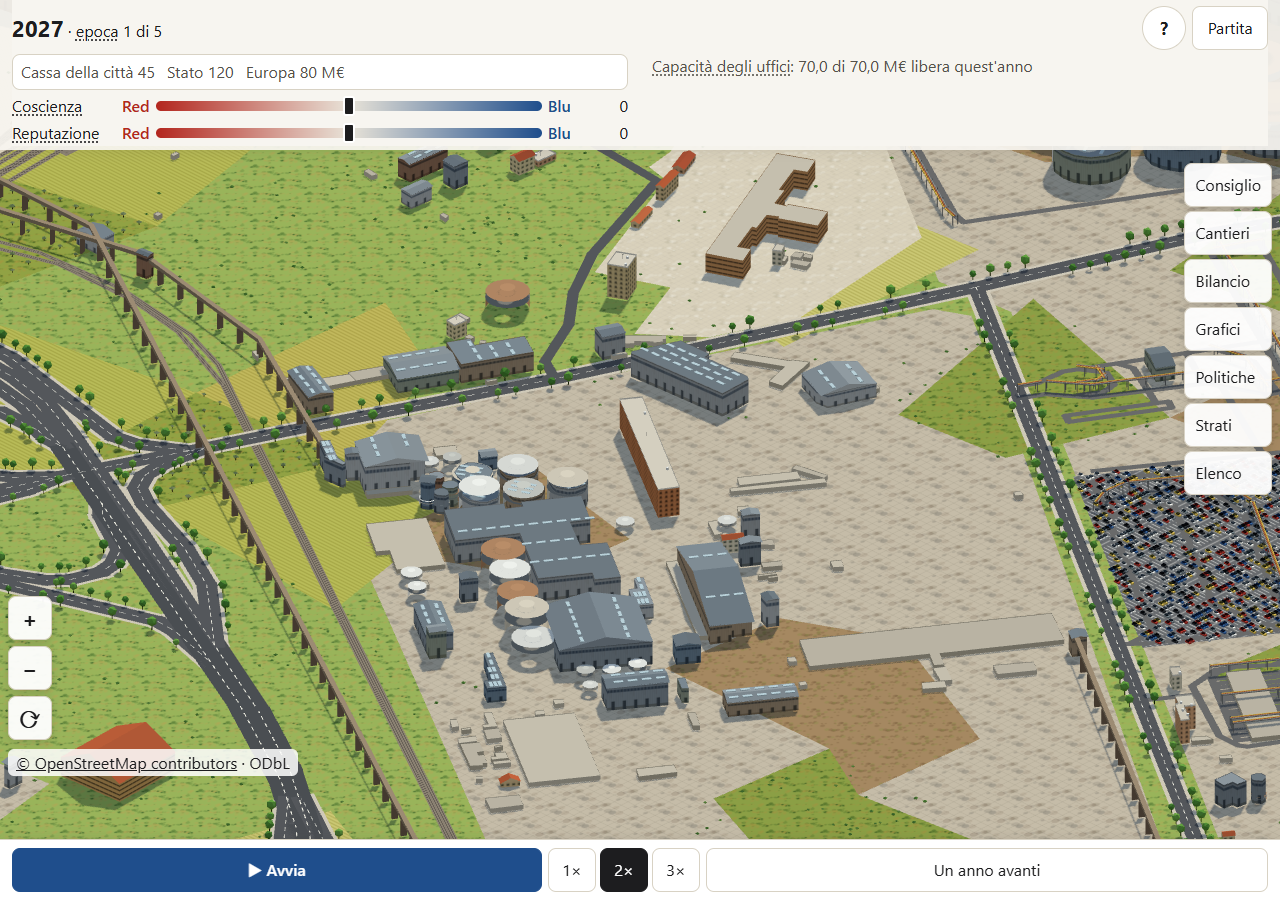 2027 · epoca 1 di 5
? Partita
Cassa della città 45 Stato 120 Europa 80 M€
Capacità degli uffici: 70,0 di 70,0 M€ libera quest'anno
Coscienza Red Blu 0
Reputazione Red Blu 0
Consiglio
Cantieri
Bilancio
Grafici
Politiche
Strati
Elenco
+
−
© OpenStreetMap contributors · ODbL
▶ Avvia 1× 2× 3× Un anno avanti